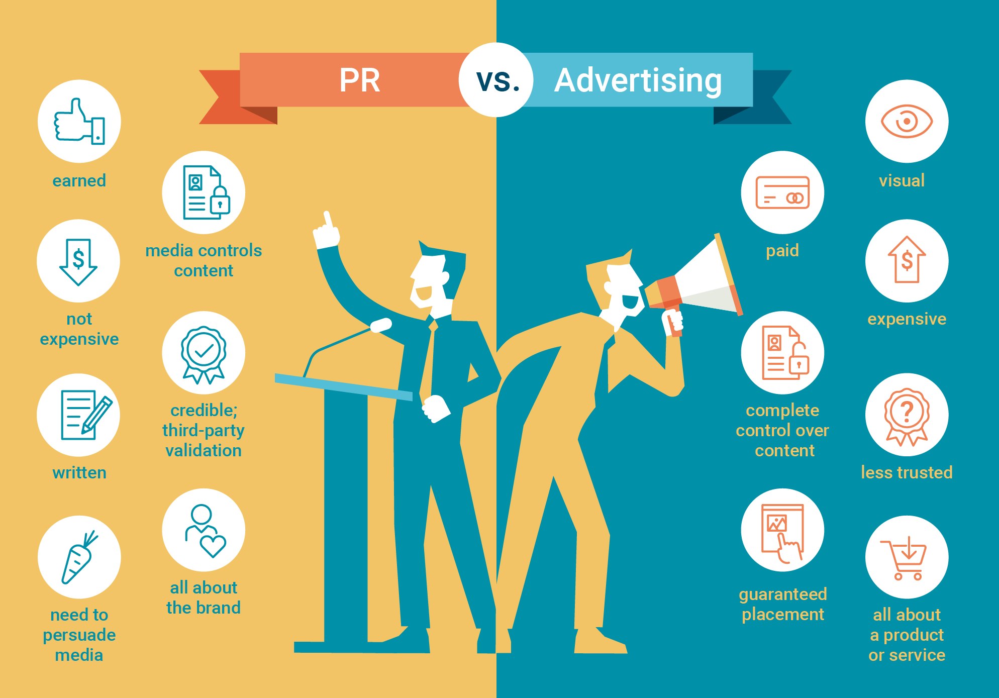 PR vs. Advertising
earned
media controls
content
not
expensive
$
credible;
third-party
validation
written
all about
the brand
need to
persuade
media
visual
paid
expensive
$
complete
control over
content
?
less trusted
guaranteed
placement
all about
a product
or service